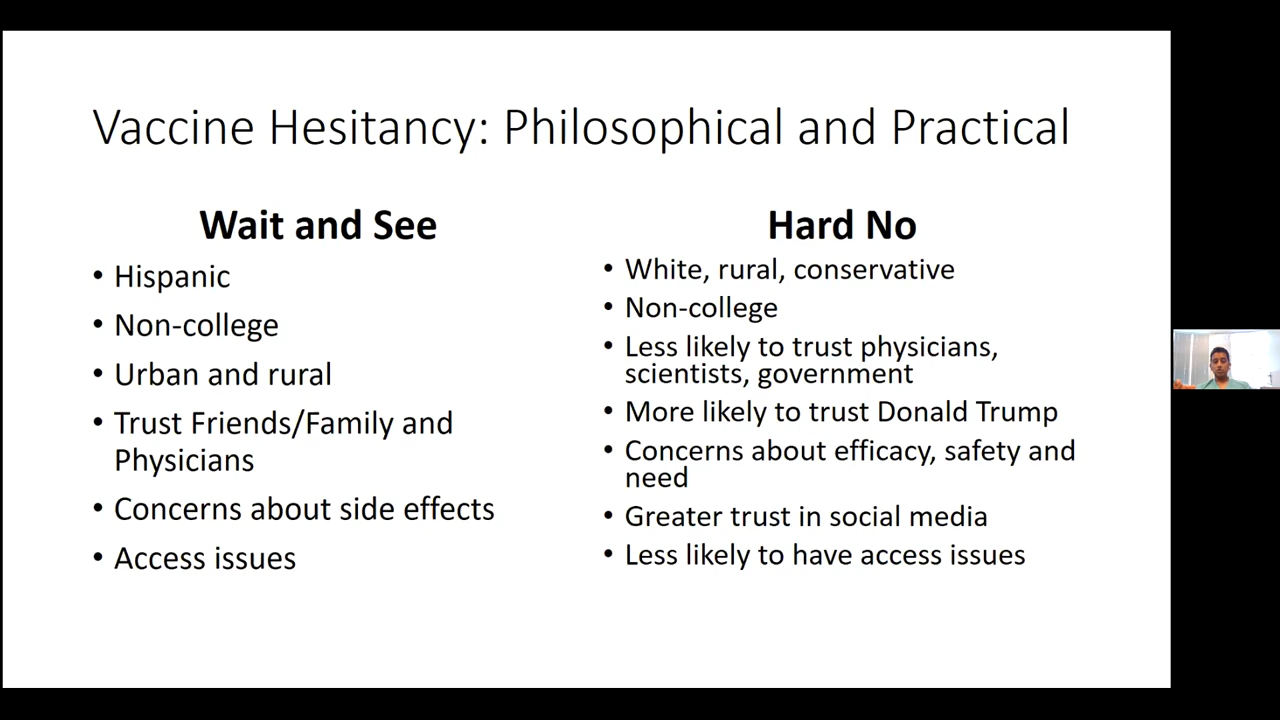 Vaccine Hesitancy: Philosophical and Practical
Wait and See
• Hispanic
• Non-college
• Urban and rural
• Trust Friends/Family and
Physicians
• Concerns about side effects
• Access issues
Hard No
• White, rural, conservative
• Non-college
• Less likely to trust physicians,
scientists, government
• More likely to trust Donald Trump
• Concerns about efficacy, safety and
need
• Greater trust in social media
• Less likely to have access issues